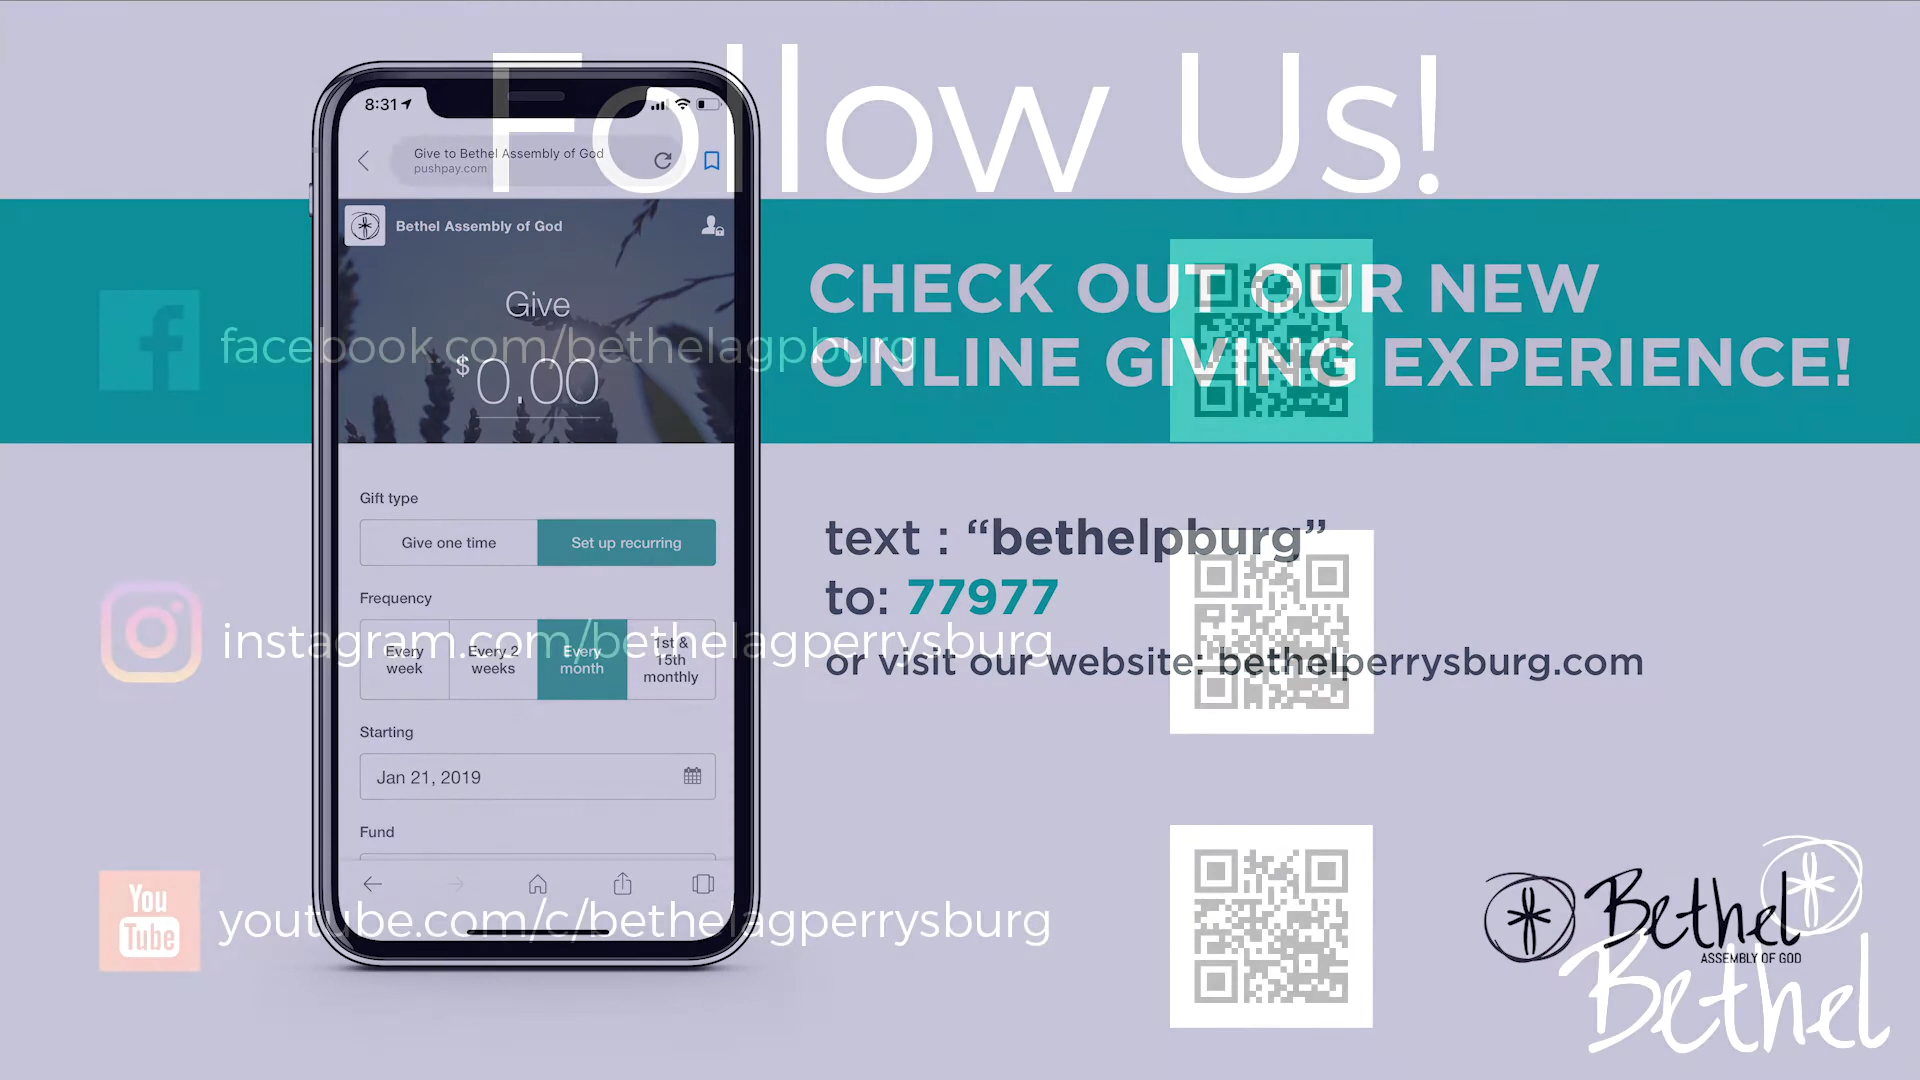 Follow Us!
8:31
Give to Bethel Assembly of God
pushpay.com
Bethel Assembly of God
Give
$0.00
CHECK OUT OUR NEW
ONLINE GIVING EXPERIENCE!
facebook.com/bethelagpburg
Gift type
Give one time
Set up recurring
text : “bethelpburg”
to: 77977
or visit our website: bethelperrysburg.com
Frequency
Every week
Every 2 weeks
Every month
1st & 15th monthly
instagram.com/bethelagperrysburg
Starting
Jan 21, 2019
Fund
You
Tube
youtube.com/c/bethelagperrysburg
Bethel
ASSEMBLY OF GOD
Bethel